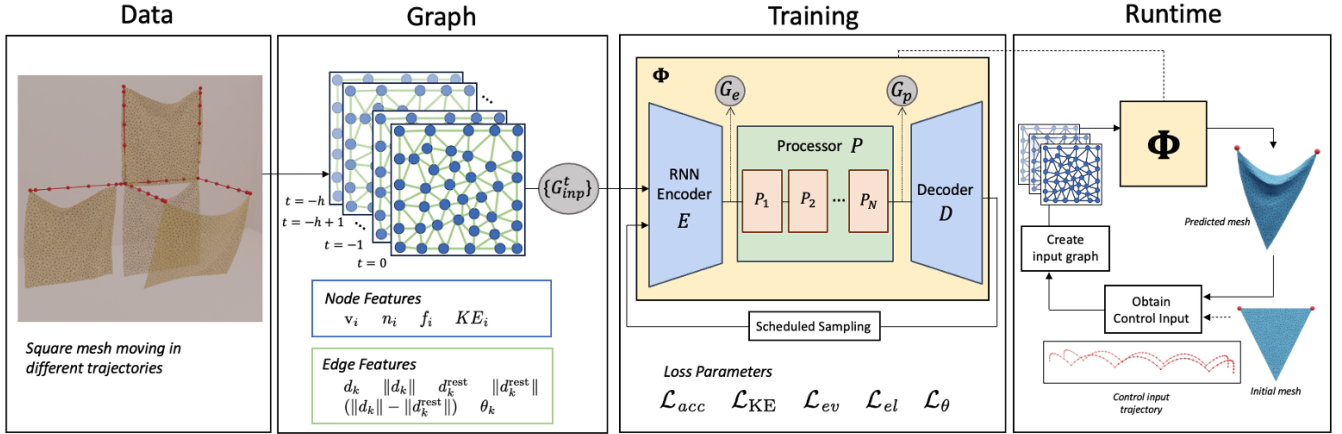 Data
Square mesh moving in
different trajectories
Graph
t = −h
t = −h + 1
t = −1
t = 0
{G^t_inp}
Node Features
v_i n_i f_i KE_i
Edge Features
d_k ‖d_k‖ d_k^rest ‖d_k^rest‖
(‖d_k‖ − ‖d_k^rest‖) θ_k
Training
Φ
G_e
G_p
RNN
Encoder
E
Processor P
P_1 P_2 ... P_N
Decoder
D
Scheduled Sampling
Loss Parameters
ℒ_acc ℒ_KE ℒ_ev ℒ_el ℒ_θ
Runtime
Φ
Predicted mesh
Create
input graph
Obtain
Control Input
Control input
trajectory
Initial mesh